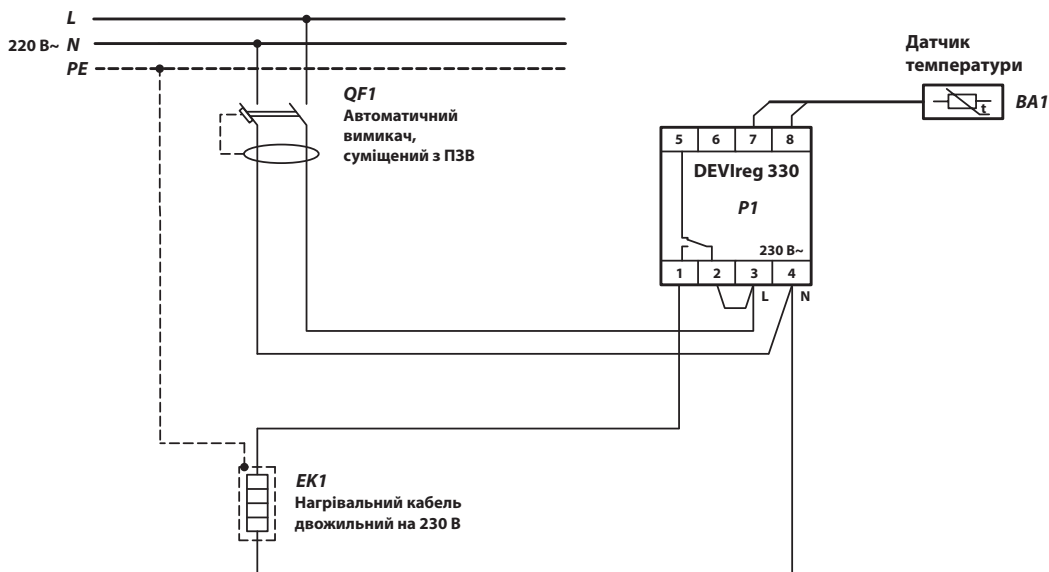 L
220 В~ N
PE
QF1
Автоматичний
вимикач,
суміщений з ПЗВ
Датчик
температури
t
BA1
5 6 7 8
DEVIreg 330
P1
230 В~
1 2 3 4
L N
EK1
Нагрівальний кабель
двожильний на 230 В